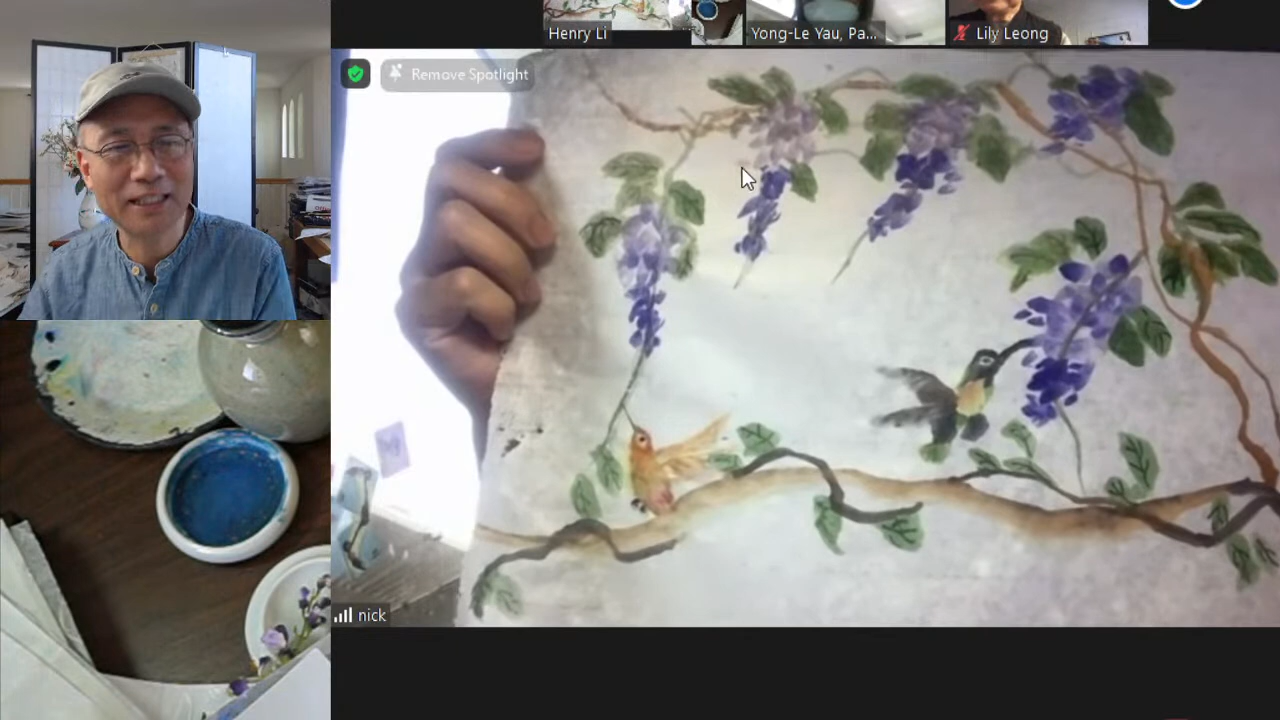 Henry Li
Yong-Le Yau, Pa...
Lily Leong
Remove Spotlight
nick